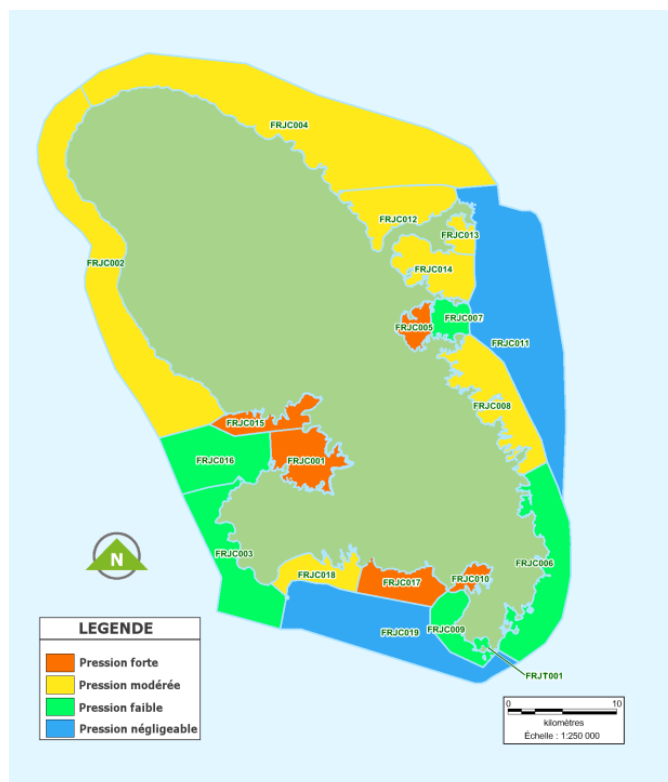 FRJC004
FRJC012
FRJC013
FRJC002
FRJC014
FRJC007
FRJC005
FRJC011
FRJC008
FRJC015
FRJC016
FRJC001
FRJC003
FRJC006
FRJC018
FRJC017
FRJC010
FRJC019
FRJC009
FRJT001
N
LEGENDE
Pression forte
Pression modérée
Pression faible
Pression négligeable
0 10
kilomètres
Échelle : 1:250 000